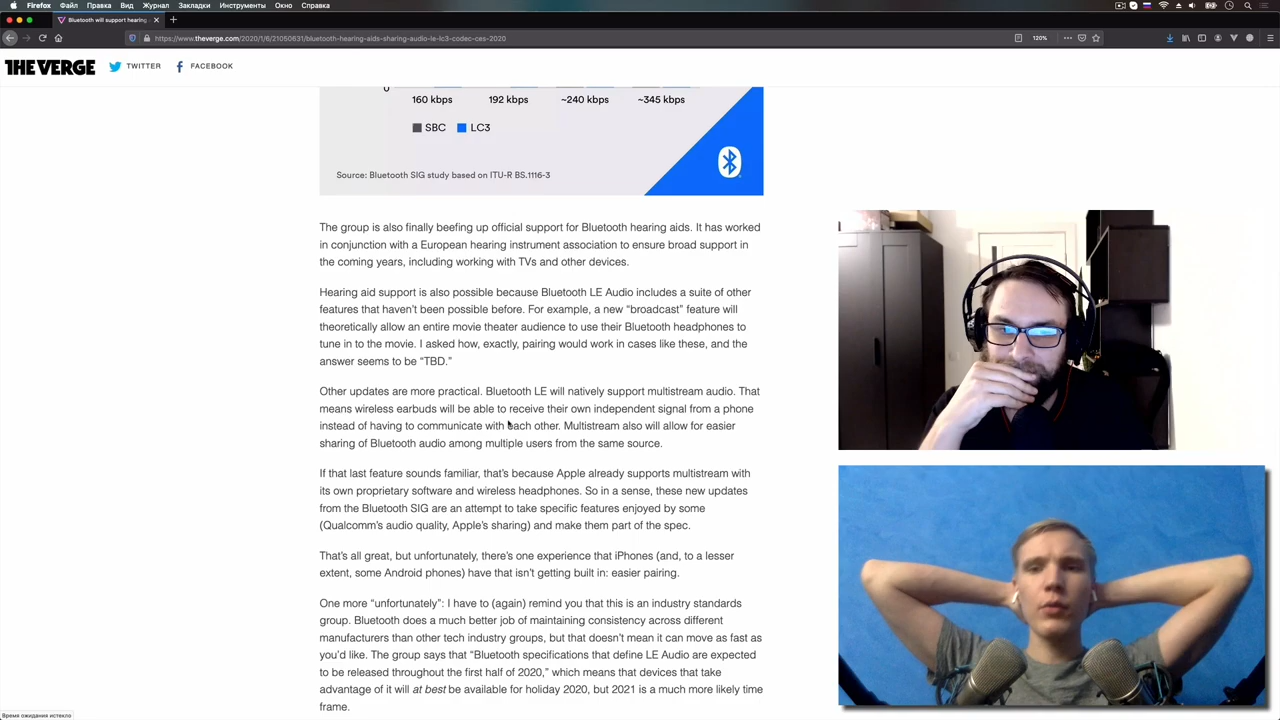 Firefox Файл Правка Вид Журнал Закладки Инструменты Окно Справка
Bluetooth will support hearing
https://www.theverge.com/2020/1/6/21050631/bluetooth-hearing-aids-sharing-audio-le-lc3-codec-ces-2020
120%
THE VERGE TWITTER FACEBOOK
0
160 kbps 192 kbps ~240 kbps ~345 kbps
SBC LC3
Source: Bluetooth SIG study based on ITU-R BS.1116-3
The group is also finally beefing up official support for Bluetooth hearing aids. It has worked
in conjunction with a European hearing instrument association to ensure broad support in
the coming years, including working with TVs and other devices.
Hearing aid support is also possible because Bluetooth LE Audio includes a suite of other
features that haven’t been possible before. For example, a new “broadcast” feature will
theoretically allow an entire movie theater audience to use their Bluetooth headphones to
tune in to the movie. I asked how, exactly, pairing would work in cases like these, and the
answer seems to be “TBD.”
Other updates are more practical. Bluetooth LE will natively support multistream audio. That
means wireless earbuds will be able to receive their own independent signal from a phone
instead of having to communicate with each other. Multistream also will allow for easier
sharing of Bluetooth audio among multiple users from the same source.
If that last feature sounds familiar, that’s because Apple already supports multistream with
its own proprietary software and wireless headphones. So in a sense, these new updates
from the Bluetooth SIG are an attempt to take specific features enjoyed by some
(Qualcomm’s audio quality, Apple’s sharing) and make them part of the spec.
That’s all great, but unfortunately, there’s one experience that iPhones (and, to a lesser
extent, some Android phones) have that isn’t getting built in: easier pairing.
One more “unfortunately”: I have to (again) remind you that this is an industry standards
group. Bluetooth does a much better job of maintaining consistency across different
manufacturers than other tech industry groups, but that doesn’t mean it can move as fast as
you’d like. The group says that “Bluetooth specifications that define LE Audio are expected
to be released throughout the first half of 2020,” which means that devices that take
advantage of it will at best be available for holiday 2020, but 2021 is a much more likely time
frame.
Время ожидания истекло